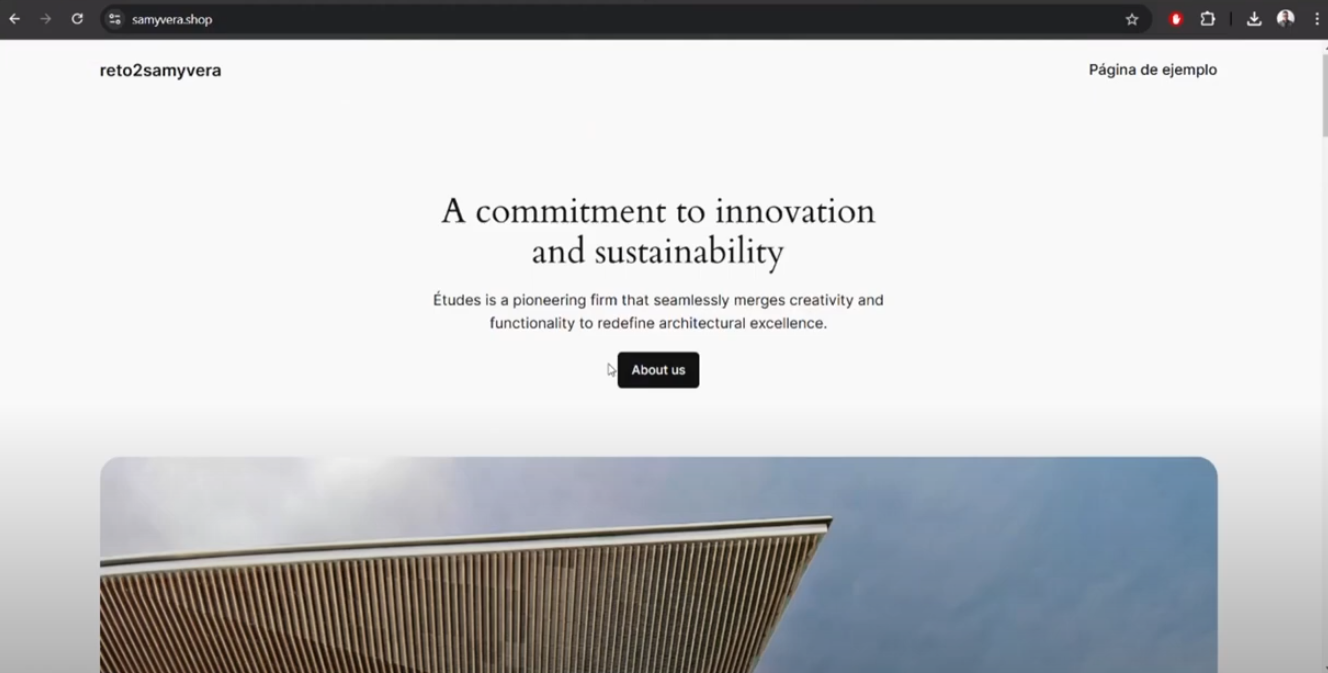 samyvera.shop
reto2samyvera
Página de ejemplo
A commitment to innovation
and sustainability
Études is a pioneering firm that seamlessly merges creativity and
functionality to redefine architectural excellence.
About us